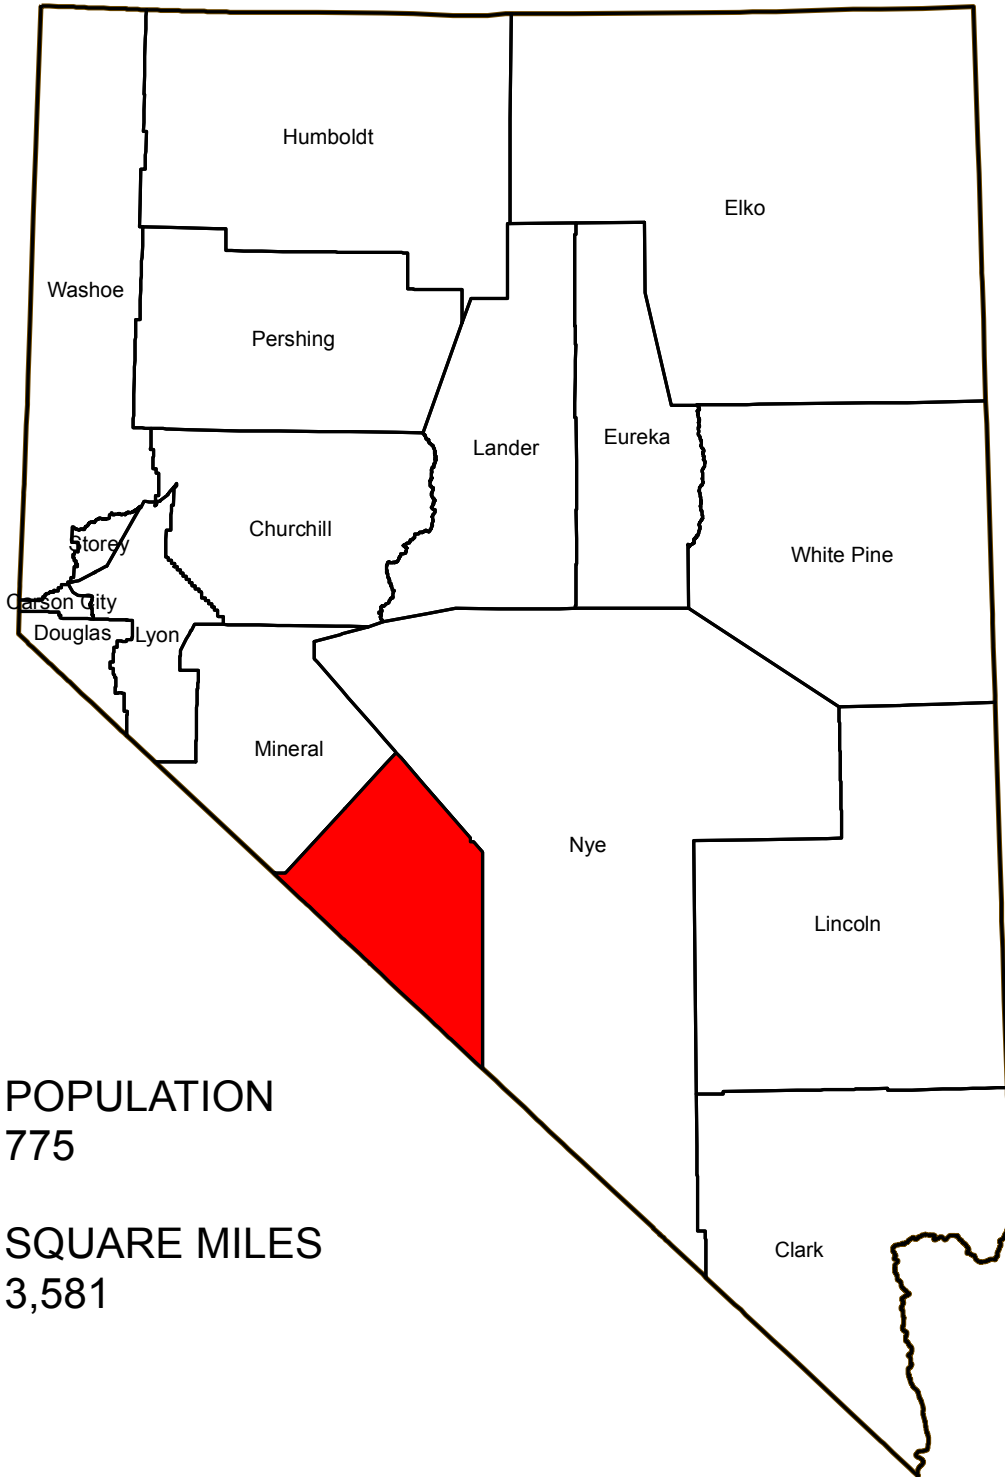 Humboldt
Elko
Washoe
Pershing
Lander
Eureka
Churchill
Storey
White Pine
Carson City
Douglas
Lyon
Mineral
Nye
Lincoln
POPULATION
775
SQUARE MILES
3,581
Clark